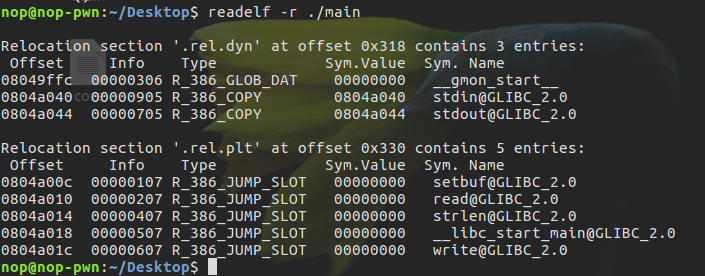 nop@nop-pwn:~/Desktop$ readelf -r ./main

Relocation section '.rel.dyn' at offset 0x318 contains 3 entries:
 Offset     Info    Type            Sym.Value  Sym. Name
08049ffc  00000306 R_386_GLOB_DAT    00000000   __gmon_start__
0804a040  00000905 R_386_COPY        0804a040   stdin@GLIBC_2.0
0804a044  00000705 R_386_COPY        0804a044   stdout@GLIBC_2.0

Relocation section '.rel.plt' at offset 0x330 contains 5 entries:
 Offset     Info    Type            Sym.Value  Sym. Name
0804a00c  00000107 R_386_JUMP_SLOT   00000000   setbuf@GLIBC_2.0
0804a010  00000207 R_386_JUMP_SLOT   00000000   read@GLIBC_2.0
0804a014  00000407 R_386_JUMP_SLOT   00000000   strlen@GLIBC_2.0
0804a018  00000507 R_386_JUMP_SLOT   00000000   __libc_start_main@GLIBC_2.0
0804a01c  00000607 R_386_JUMP_SLOT   00000000   write@GLIBC_2.0
nop@nop-pwn:~/Desktop$